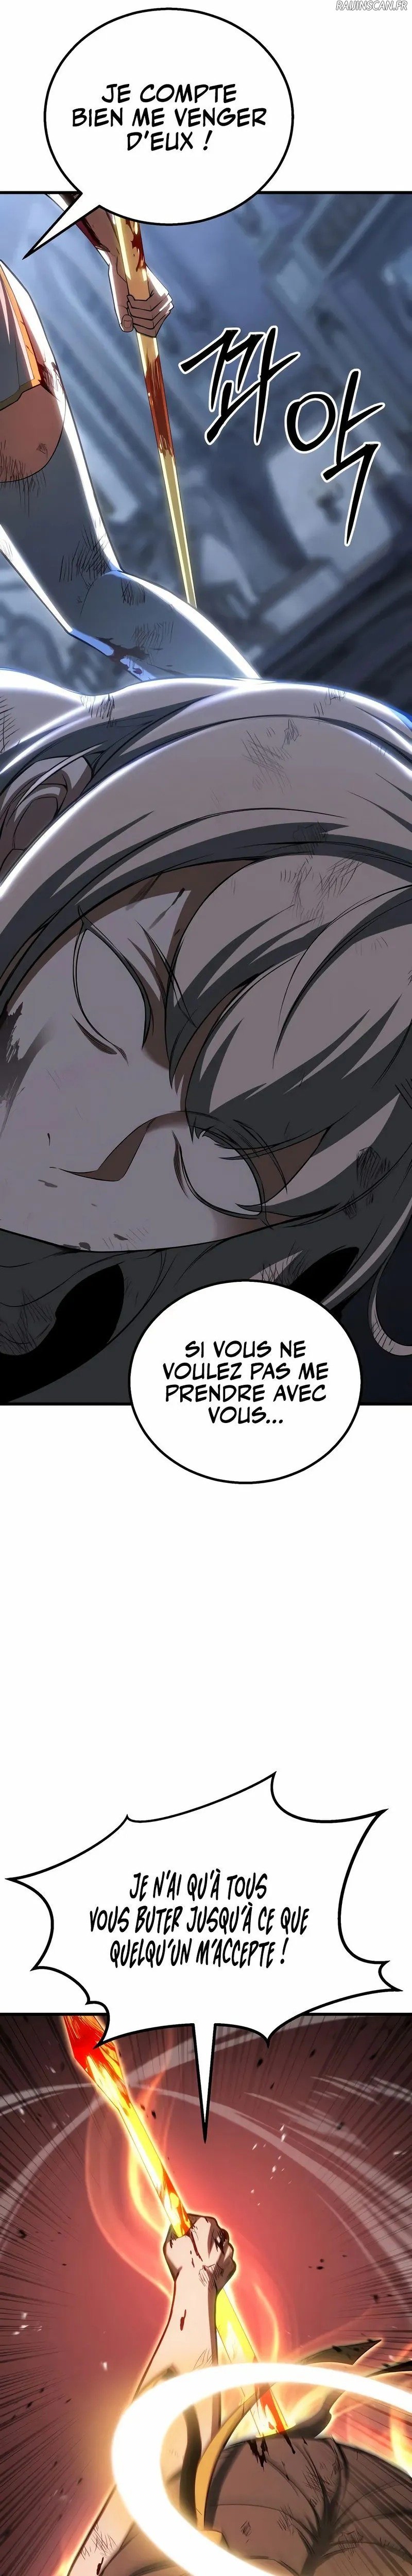 RAIJINSCAN.FR
JE COMPTE
BIEN ME VENGER
D'EUX !
꽈악
SI VOUS NE
VOULEZ PAS ME
PRENDRE AVEC
VOUS...
JE N'AI QU'À TOUS
VOUS BUTER JUSQU'À CE QUE
QUELQU'UN M'ACCEPTE !